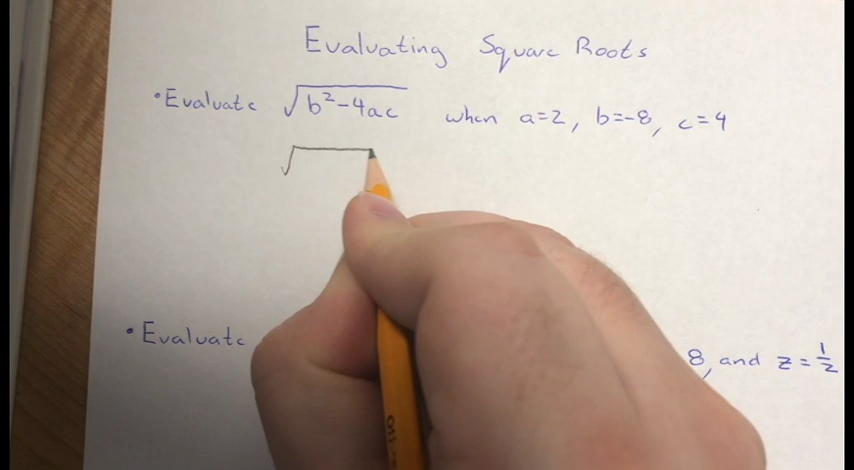 Evaluating Square Roots
•Evaluate √b²-4ac when a=2, b=-8, c=4
√
•Evaluate 8, and z=½